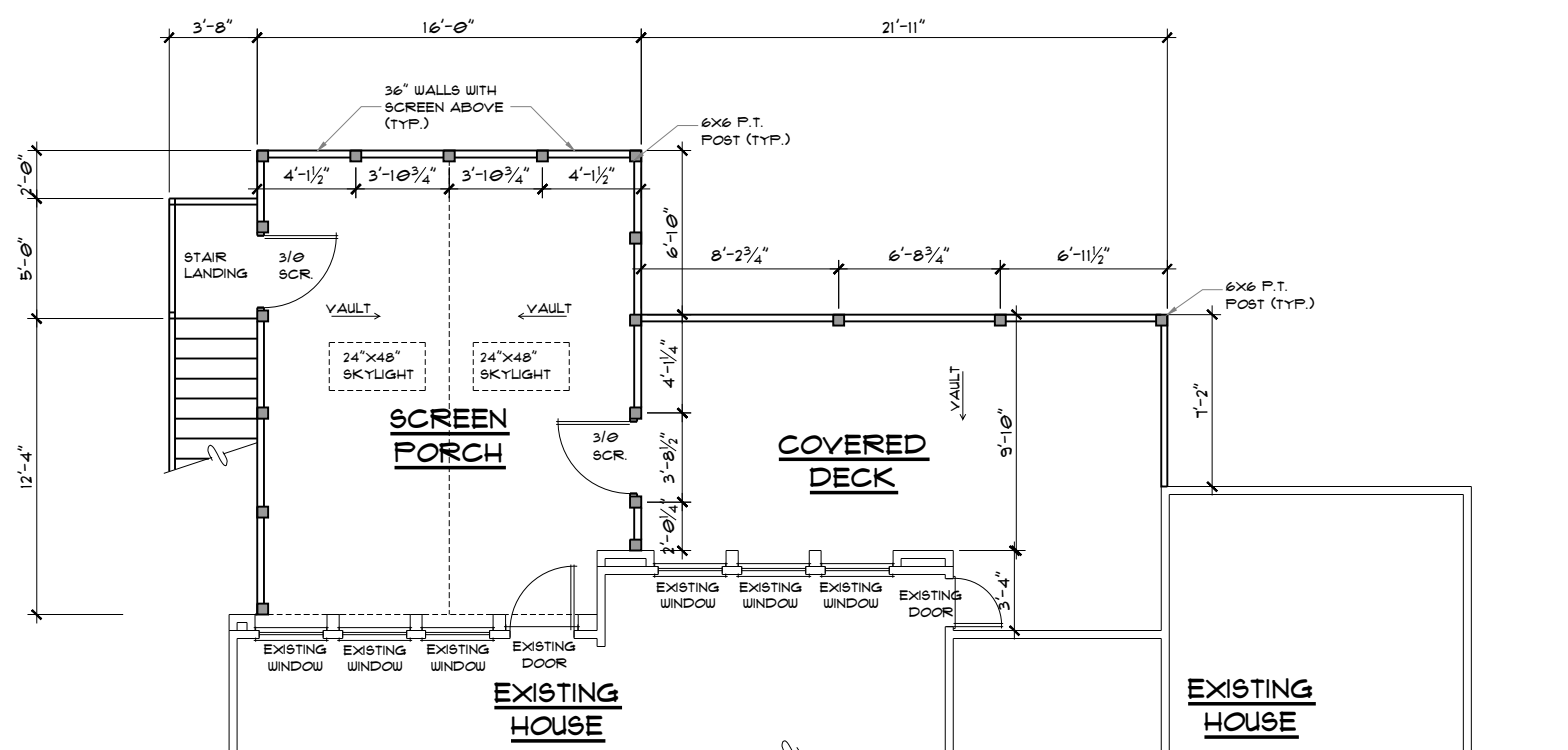 3'-8"
16'-0"
21'-11"
36" WALLS WITH
SCREEN ABOVE
(TYP.)
6X6 P.T.
POST (TYP.)
2'-0"
4'-1½"
3'-10¾"
3'-10¾"
4'-1½"
6'-10"
5'-0"
STAIR
LANDING
3/0
SCR.
8'-2¾"
6'-8¾"
6'-11½"
6X6 P.T.
POST (TYP.)
VAULT
VAULT
24"X48"
SKYLIGHT
24"X48"
SKYLIGHT
4'-1¼"
VAULT
7'-2"
SCREEN
PORCH
3/0
SCR.
COVERED
DECK
9'-10"
12'-4"
3'-8½"
2'-0¼"
EXISTING
WINDOW
EXISTING
WINDOW
EXISTING
WINDOW
EXISTING
DOOR
3'-4"
EXISTING
WINDOW
EXISTING
WINDOW
EXISTING
WINDOW
EXISTING
DOOR
EXISTING
HOUSE
EXISTING
HOUSE